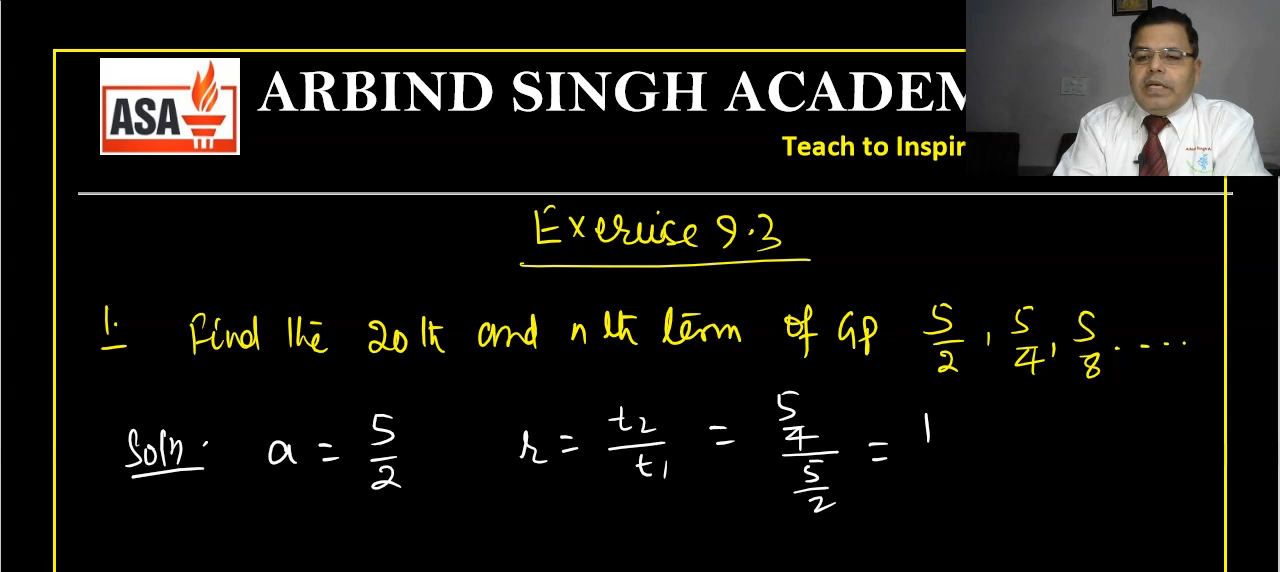 ASA
ARBIND SINGH ACADEM
Teach to Inspir
Exercise 9.3
1. Find the 20th and nth term of GP 5/2, 5/4, 5/8 .....
Soln. a = 5/2 r = t2/t1 = (5/4)/(5/2) = 1